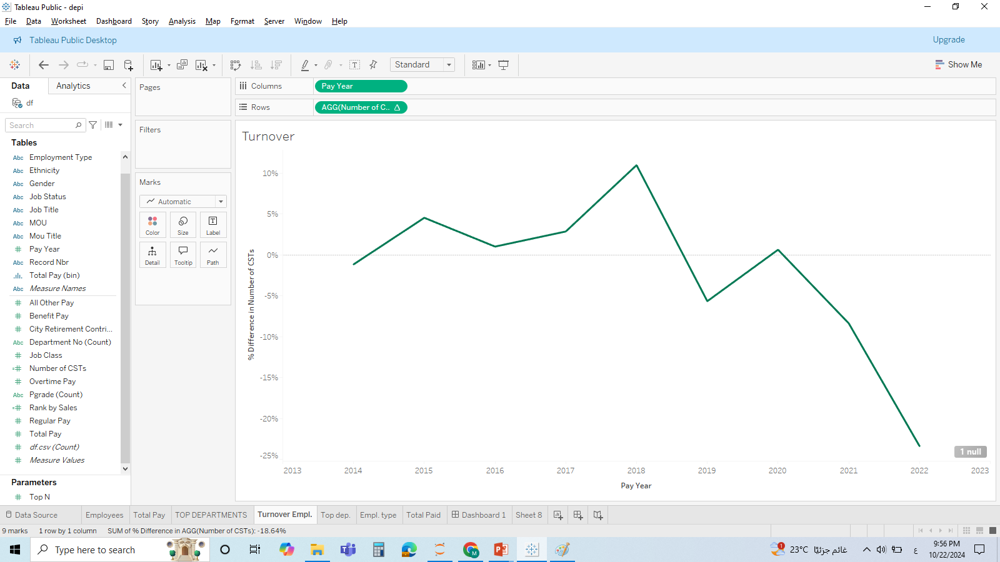 Tableau Public - depi
File Data Worksheet Dashboard Story Analysis Map Format Server Window Help
Tableau Public Desktop
Upgrade
Standard
Show Me
Data
Analytics
df
Search
Tables
Abc Employment Type
Abc Ethnicity
Abc Gender
Abc Job Status
Abc Job Title
Abc MOU
Abc Mou Title
# Pay Year
Abc Record Nbr
Total Pay (bin)
Abc Measure Names
# All Other Pay
# Benefit Pay
# City Retirement Contri...
Abc Department No (Count)
# Job Class
=# Number of CSTs
# Overtime Pay
Abc Pgrade (Count)
=# Rank by Sales
# Regular Pay
# Total Pay
# df.csv (Count)
# Measure Values
Parameters
# Top N
Pages
Filters
Marks
Automatic
Color Size Label
Detail Tooltip Path
Columns
Pay Year
Rows
AGG(Number of C.. Δ
Turnover
% Difference in Number of CSTs
10%
5%
0%
-5%
-10%
-15%
-20%
-25%
1 null
2013 2014 2015 2016 2017 2018 2019 2020 2021 2022 2023
Pay Year
Data Source
Employees
Total Pay
TOP DEPARTMENTS
Turnover Empl.
Top dep.
Empl. type
Total Paid
Dashboard 1
Sheet 8
9 marks 1 row by 1 column SUM of % Difference in AGG(Number of CSTs): -18.64%
Type here to search
1
23°C غائم جزئيًا
ع
9:56 PM
10/22/2024